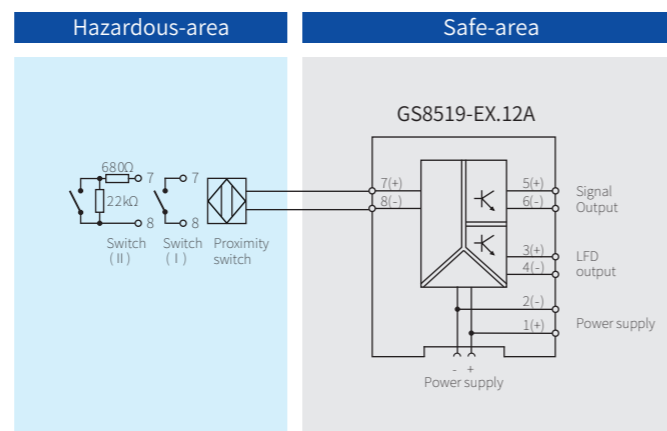 Hazardous-area
Safe-area
GS8519-EX.12A
680Ω
22kΩ
7
8
7
8
Switch
(Ⅱ)
Switch
(Ⅰ)
Proximity
switch
7(+)
8(-)
5(+)
6(-)
Signal
Output
3(+)
4(-)
LFD
output
2(-)
1(+)
Power supply
- +
Power supply